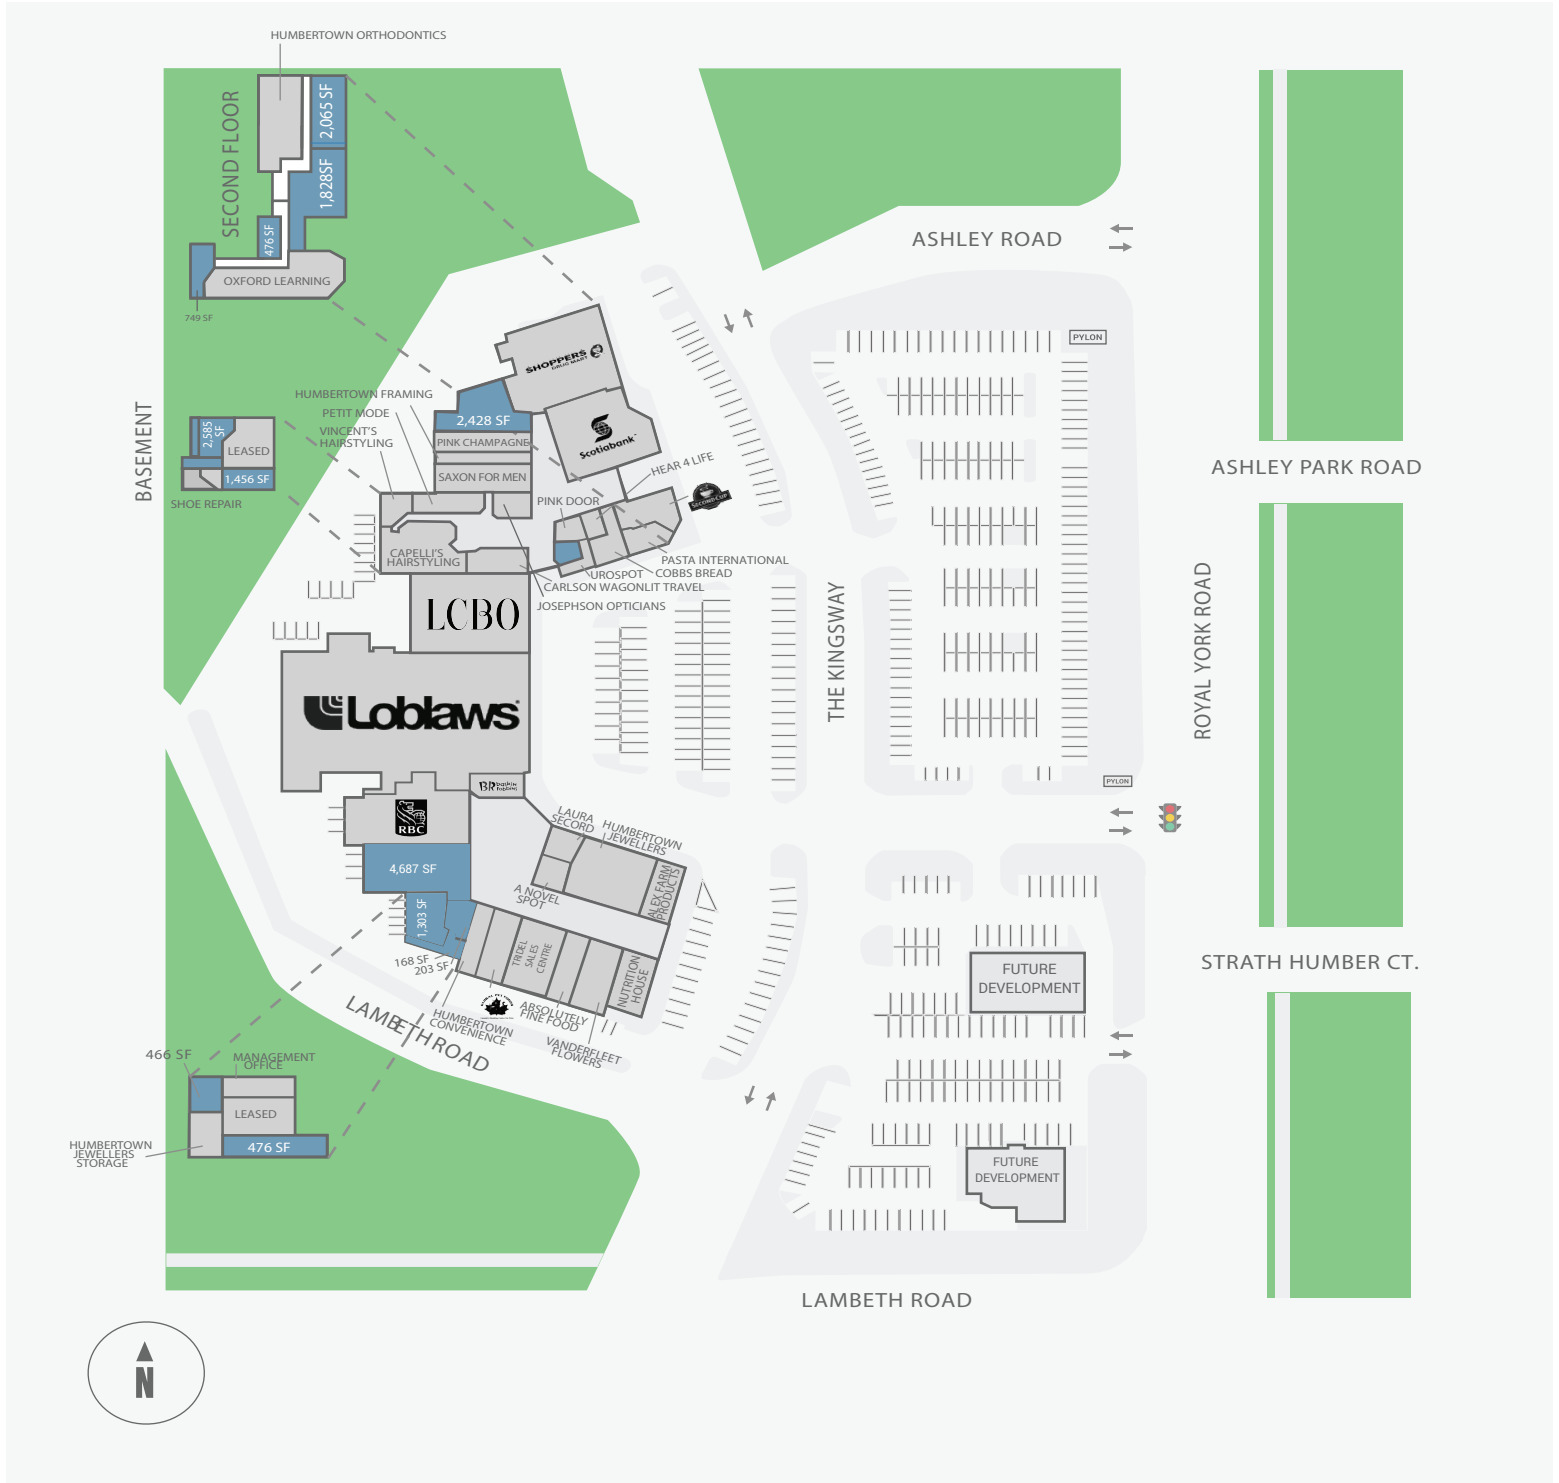 HUMBERTOWN ORTHODONTICS
SECOND FLOOR
2,065 SF
1,828SF
476 SF
OXFORD LEARNING
749 SF
ASHLEY ROAD
PYLON
SHOPPERS
DRUG MART
HUMBERTOWN FRAMING
PETIT MODE
VINCENT'S
HAIRSTYLING
2,428 SF
PINK CHAMPAGNE
SAXON FOR MEN
Scotiabank
HEAR 4 LIFE
SECOND CUP
PINK DOOR
BASEMENT
2,585
SF
LEASED
1,456 SF
SHOE REPAIR
ASHLEY PARK ROAD
CAPELLI'S
HAIRSTYLING
PASTA INTERNATIONAL
COBBS BREAD
UROSPOT
CARLSON WAGONLIT TRAVEL
JOSEPHSON OPTICIANS
LCBO
THE KINGSWAY
ROYAL YORK ROAD
Loblaws
PYLON
BR baskin
robbins
RBC
LAURA
SECORD
HUMBERTOWN
JEWELLERS
4,687 SF
A NOVEL
SPOT
ALEX FARM
PRODUCTS
1,303 SF
168 SF
203 SF
TRIDEL
SALES
CENTRE
NUTRITION
HOUSE
HUMBERTOWN
CONVENIENCE
ABSOLUTELY
FINE FOOD
VANDERFLEET
FLOWERS
STRATH HUMBER CT.
FUTURE
DEVELOPMENT
LAMBETH ROAD
466 SF
MANAGEMENT
OFFICE
LEASED
476 SF
HUMBERTOWN
JEWELLERS
STORAGE
FUTURE
DEVELOPMENT
LAMBETH ROAD
N